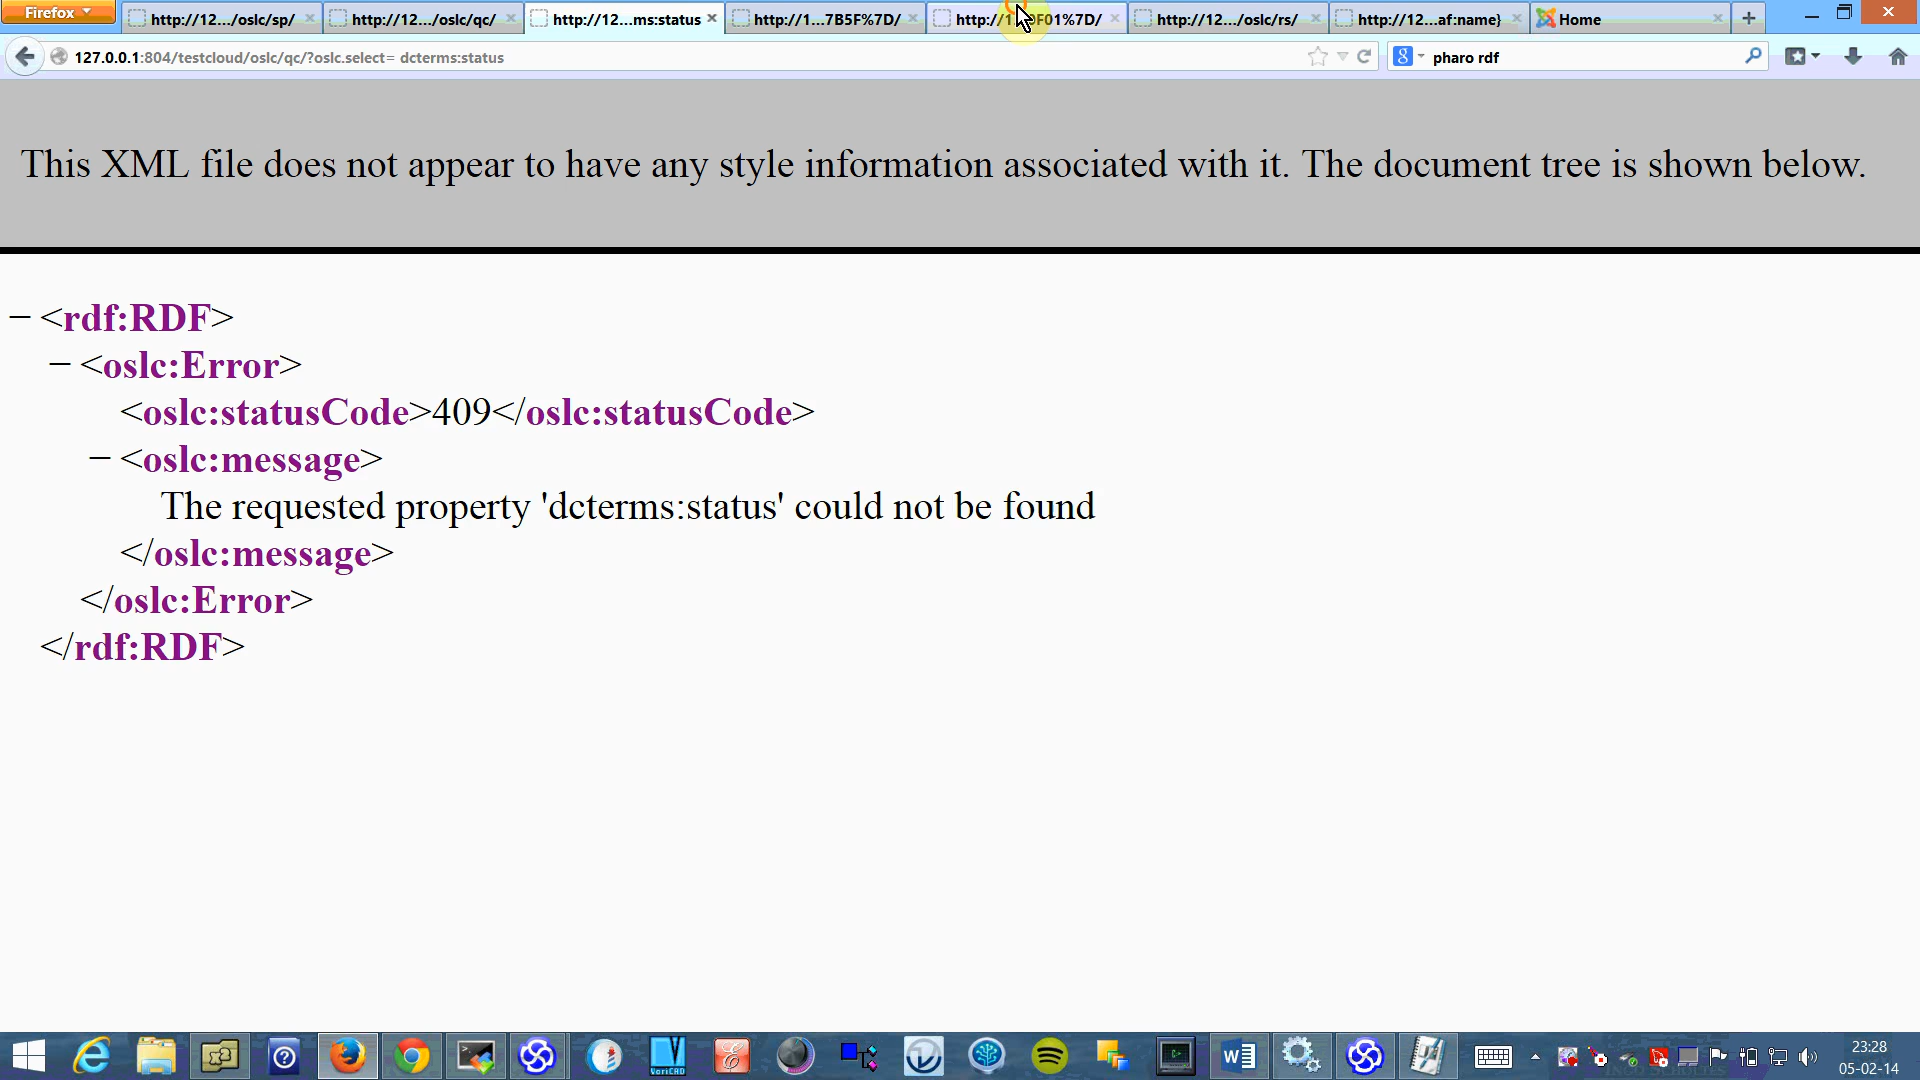 Firefox
http://12.../oslc/sp/
http://12.../oslc/qc/
http://12...ms:status
http://1...7B5F%7D/
http://1...9F01%7D/
http://12.../oslc/rs/
http://12...af:name}
Home
127.0.0.1:804/testcloud/oslc/qc/?oslc.select= dcterms:status
pharo rdf
This XML file does not appear to have any style information associated with it. The document tree is shown below.
− <rdf:RDF>
− <oslc:Error>
<oslc:statusCode>409</oslc:statusCode>
− <oslc:message>
The requested property 'dcterms:status' could not be found
</oslc:message>
</oslc:Error>
</rdf:RDF>
VariCAD
23:28
05-02-14